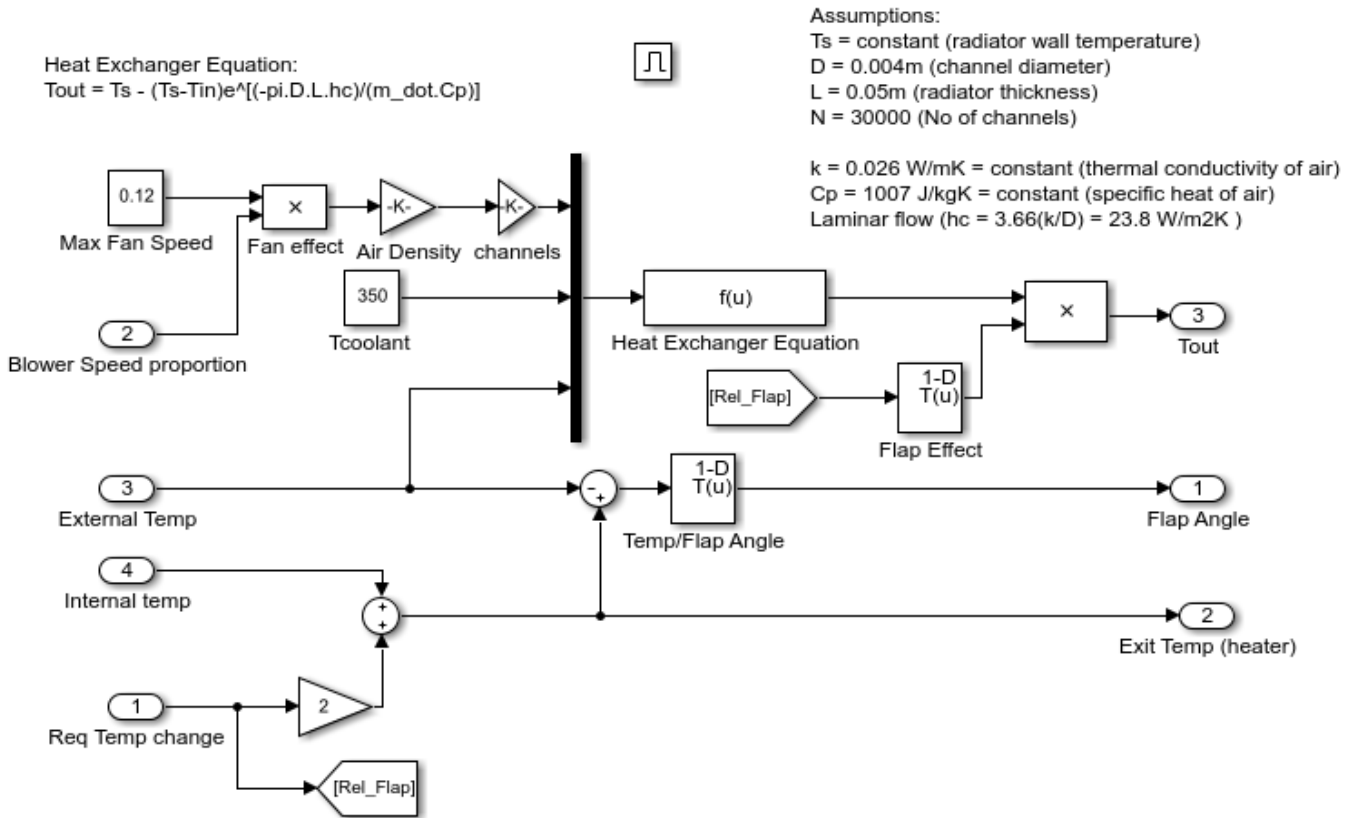 Heat Exchanger Equation:
Tout = Ts - (Ts-Tin)e^[(-pi.D.L.hc)/(m_dot.Cp)]
Assumptions:
Ts = constant (radiator wall temperature)
D = 0.004m (channel diameter)
L = 0.05m (radiator thickness)
N = 30000 (No of channels)
k = 0.026 W/mK = constant (thermal conductivity of air)
Cp = 1007 J/kgK = constant (specific heat of air)
Laminar flow (hc = 3.66(k/D) = 23.8 W/m2K )
0.12
Max Fan Speed
×
Fan effect
-K-
Air Density
-K-
channels
2
Blower Speed proportion
350
Tcoolant
f(u)
Heat Exchanger Equation
×
3
Tout
[Rel_Flap]
1-D
T(u)
Flap Effect
3
External Temp
-
+
1-D
T(u)
Temp/Flap Angle
1
Flap Angle
4
Internal temp
+
+
2
Exit Temp (heater)
1
Req Temp change
2
[Rel_Flap]